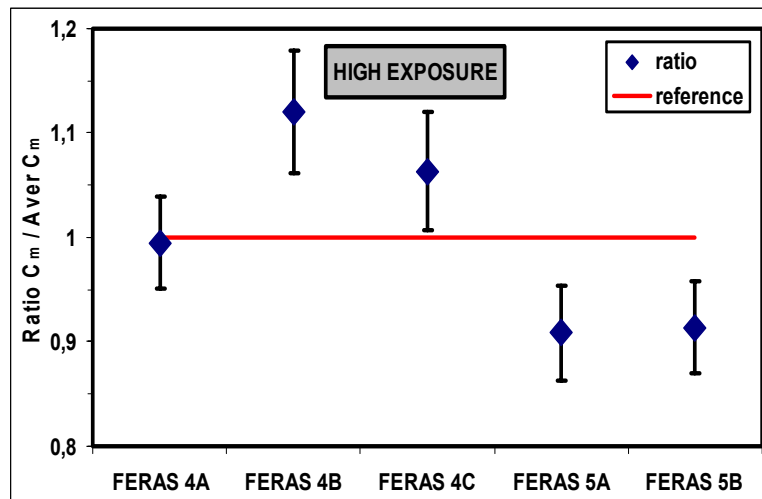 1,2
1,1
1
0,9
0,8
Ratio C m / Aver C m
HIGH EXPOSURE
ratio
reference
FERAS 4A FERAS 4B FERAS 4C FERAS 5A FERAS 5B